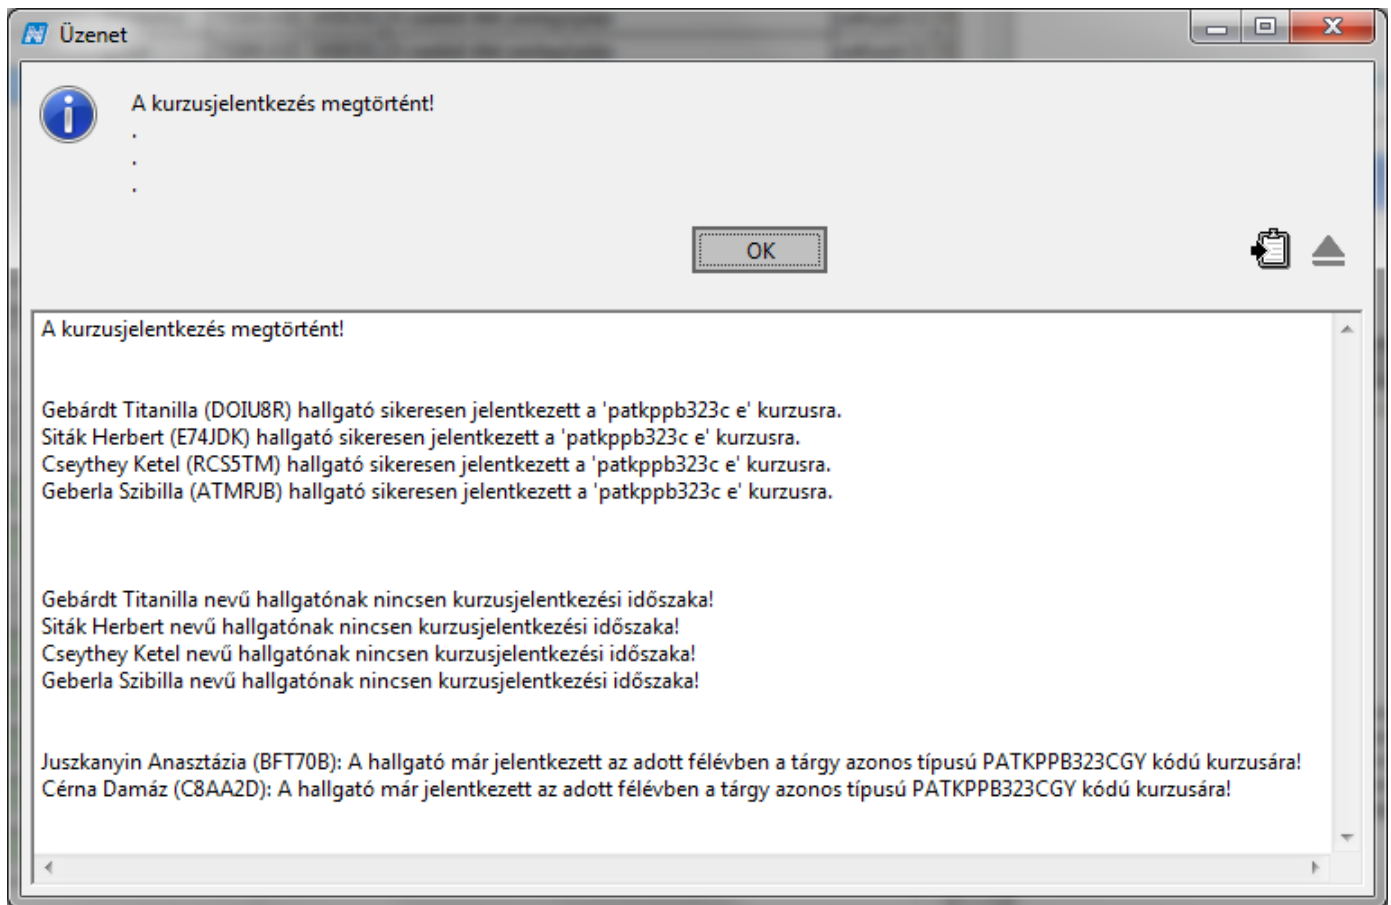 Üzenet
A kurzusjelentkezés megtörtént!
.
.
.
OK
A kurzusjelentkezés megtörtént!
Gebárdt Titanilla (DOIU8R) hallgató sikeresen jelentkezett a 'patkppb323c e' kurzusra.
Siták Herbert (E74JDK) hallgató sikeresen jelentkezett a 'patkppb323c e' kurzusra.
Cseythey Ketel (RCS5TM) hallgató sikeresen jelentkezett a 'patkppb323c e' kurzusra.
Geberla Szibilla (ATMRJB) hallgató sikeresen jelentkezett a 'patkppb323c e' kurzusra.
Gebárdt Titanilla nevű hallgatónak nincsen kurzusjelentkezési időszaka!
Siták Herbert nevű hallgatónak nincsen kurzusjelentkezési időszaka!
Cseythey Ketel nevű hallgatónak nincsen kurzusjelentkezési időszaka!
Geberla Szibilla nevű hallgatónak nincsen kurzusjelentkezési időszaka!
Juszkanyin Anasztázia (BFT70B): A hallgató már jelentkezett az adott félévben a tárgy azonos típusú PATKPPB323CGY kódú kurzusára!
Cérna Damáz (C8AA2D): A hallgató már jelentkezett az adott félévben a tárgy azonos típusú PATKPPB323CGY kódú kurzusára!